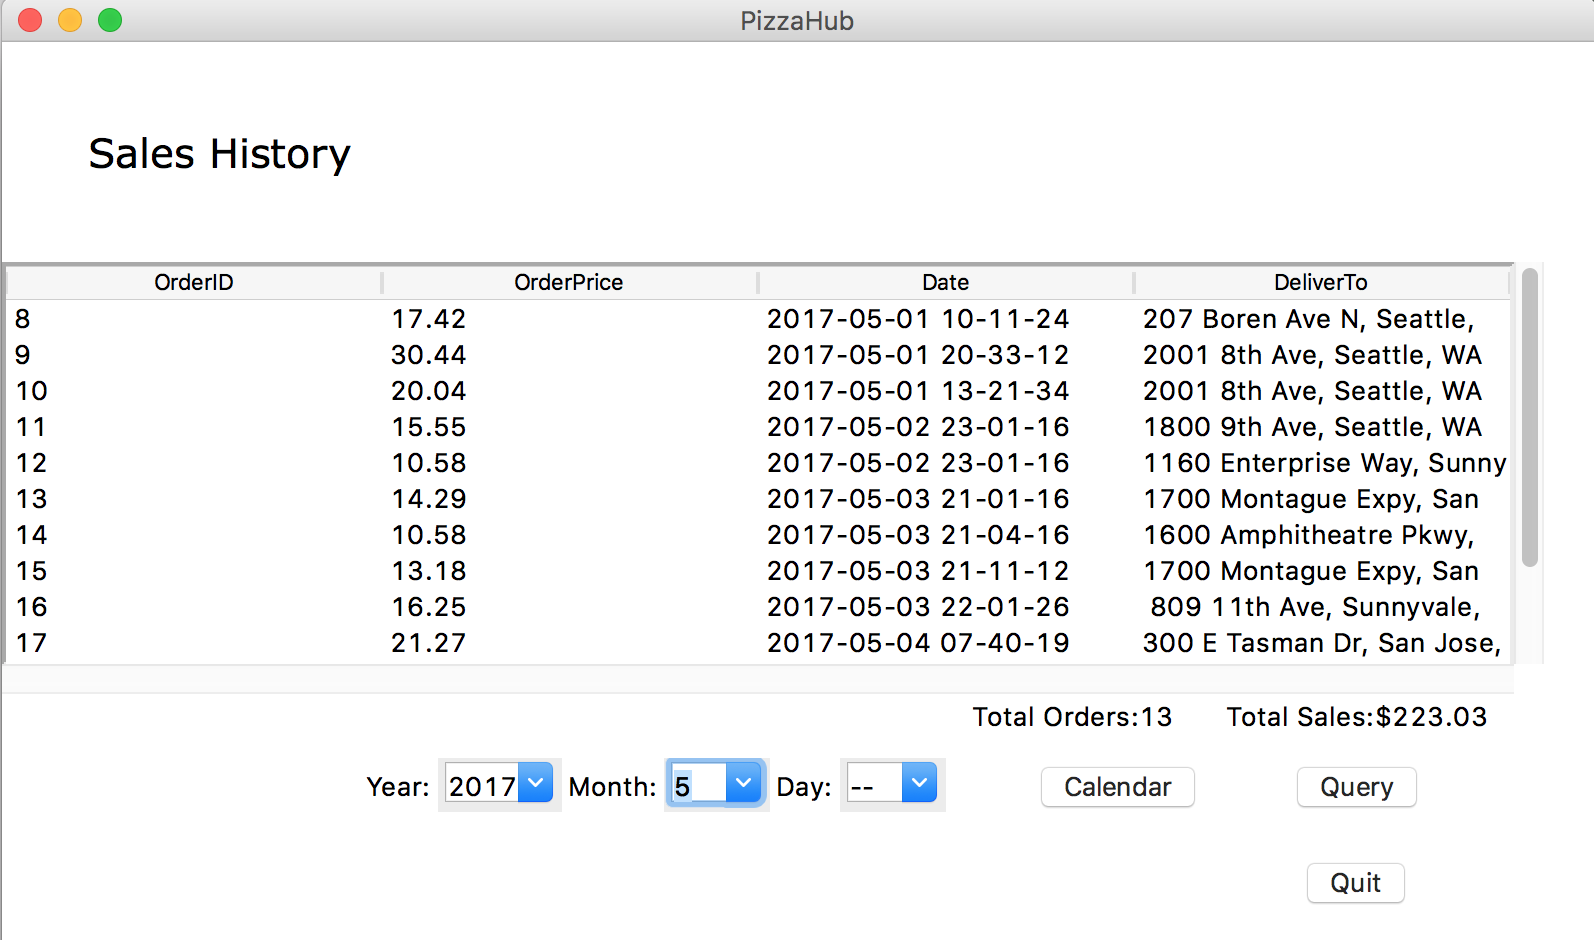 PizzaHub
Sales History
OrderID OrderPrice Date DeliverTo
8 17.42 2017-05-01 10-11-24 207 Boren Ave N, Seattle,
9 30.44 2017-05-01 20-33-12 2001 8th Ave, Seattle, WA
10 20.04 2017-05-01 13-21-34 2001 8th Ave, Seattle, WA
11 15.55 2017-05-02 23-01-16 1800 9th Ave, Seattle, WA
12 10.58 2017-05-02 23-01-16 1160 Enterprise Way, Sunny
13 14.29 2017-05-03 21-01-16 1700 Montague Expy, San
14 10.58 2017-05-03 21-04-16 1600 Amphitheatre Pkwy,
15 13.18 2017-05-03 21-11-12 1700 Montague Expy, San
16 16.25 2017-05-03 22-01-26 809 11th Ave, Sunnyvale,
17 21.27 2017-05-04 07-40-19 300 E Tasman Dr, San Jose,
Total Orders:13 Total Sales:$223.03
Year: 2017 Month: 5 Day: -- Calendar Query
Quit